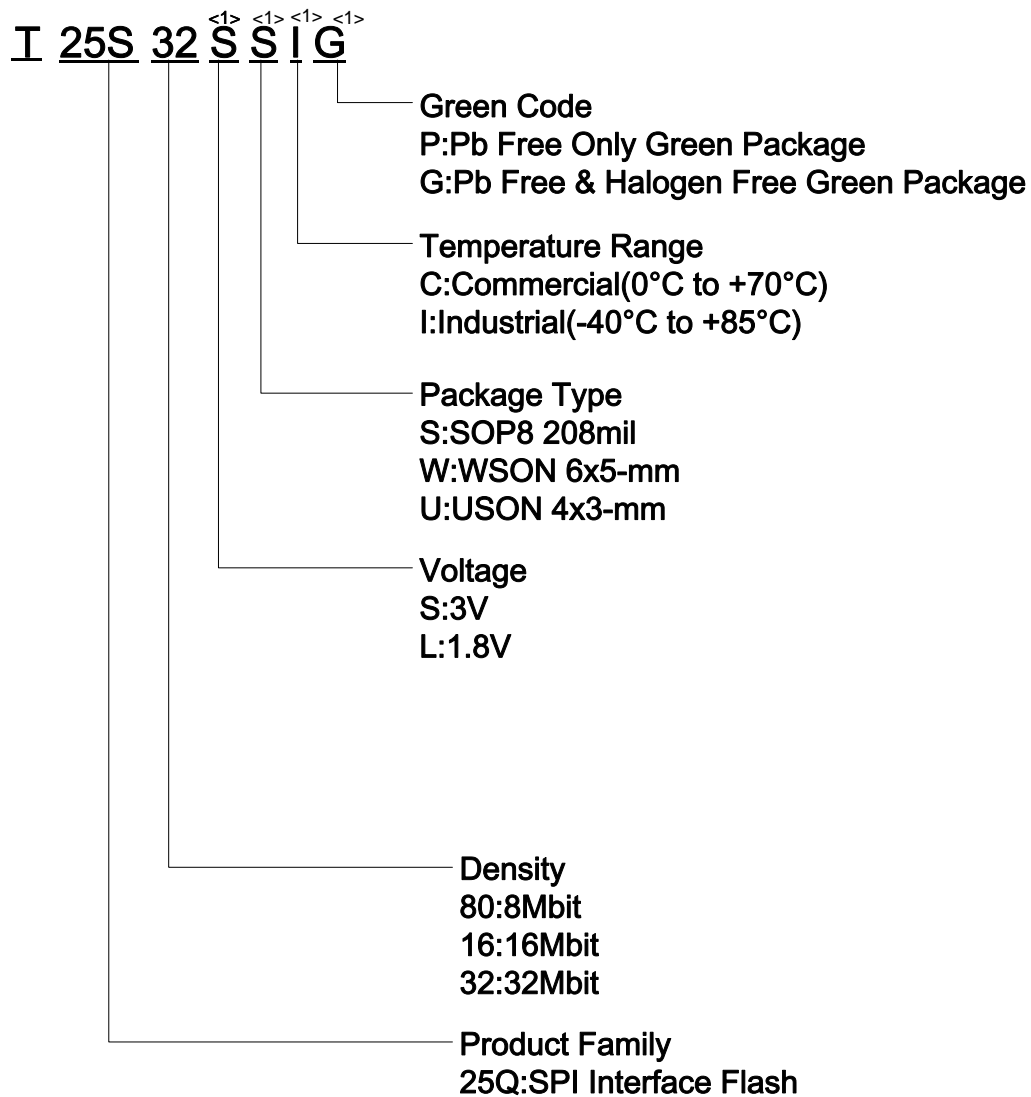 <1> <1> <1> <1>
T 25S 32 S S I G
Green Code
P:Pb Free Only Green Package
G:Pb Free & Halogen Free Green Package
Temperature Range
C:Commercial(0°C to +70°C)
I:Industrial(-40°C to +85°C)
Package Type
S:SOP8 208mil
W:WSON 6x5-mm
U:USON 4x3-mm
Voltage
S:3V
L:1.8V
Density
80:8Mbit
16:16Mbit
32:32Mbit
Product Family
25Q:SPI Interface Flash